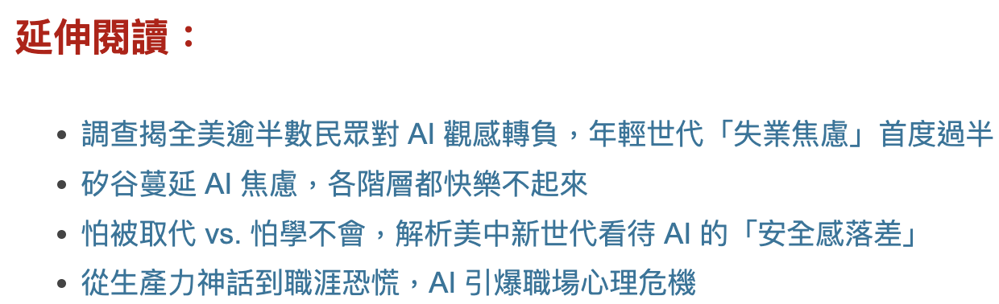 延伸閱讀：
• 調查揭全美逾半數民眾對 AI 觀感轉負，年輕世代「失業焦慮」首度過半
• 矽谷蔓延 AI 焦慮，各階層都快樂不起來
• 怕被取代 vs. 怕學不會，解析美中新世代看待 AI 的「安全感落差」
• 從生產力神話到職涯恐慌，AI 引爆職場心理危機